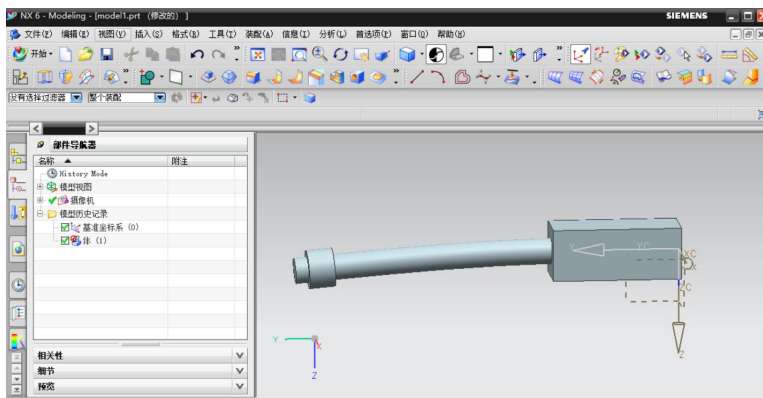 NX 6 - Modeling - [model1.prt （修改的） ]
SIEMENS
文件(F) 编辑(E) 视图(V) 插入(S) 格式(R) 工具(T) 装配(A) 信息(I) 分析(L) 首选项(P) 窗口(O) 帮助(H)
开始
没有选择过滤器 整个装配
部件导航器
名称 附注
History Mode
模型视图
摄像机
模型历史记录
基准坐标系 (0)
体 (1)
相关性
细节
预览
Y YC XC
X
ZC
Z
Y X
Z